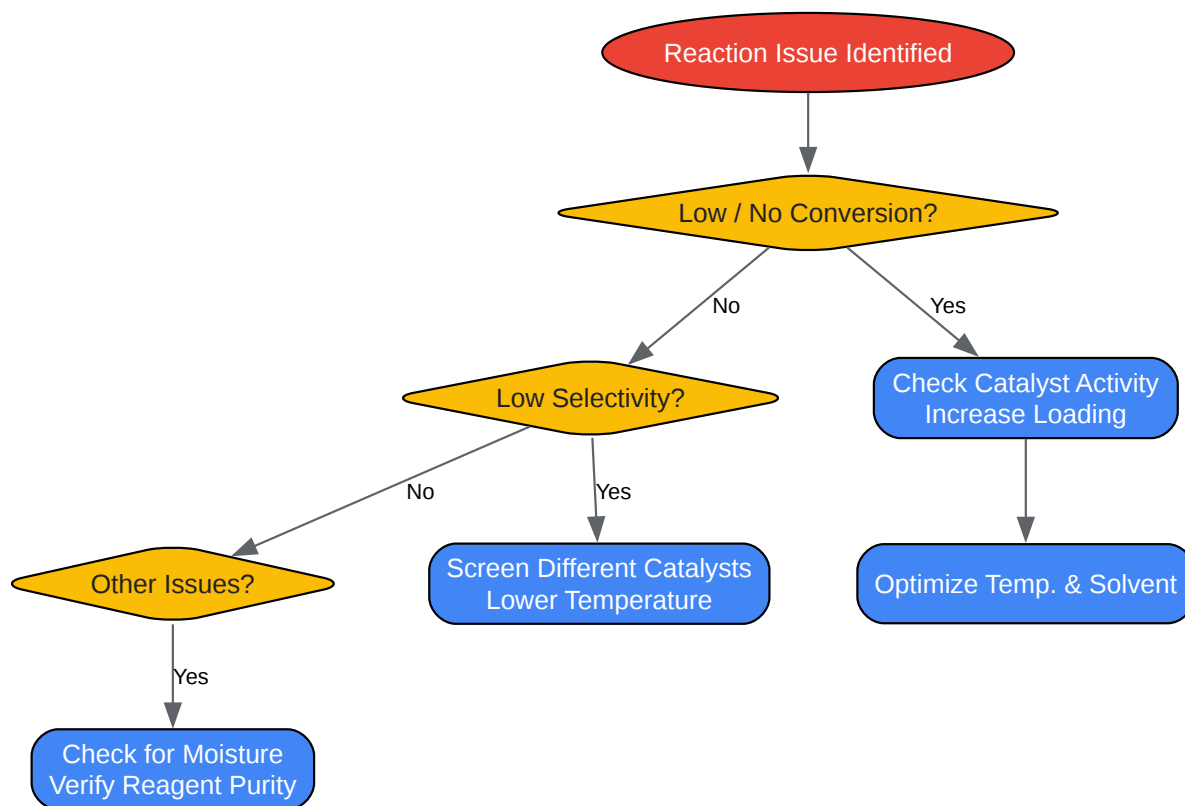 Reaction Issue Identified
Low / No Conversion?
No
Yes
Low Selectivity?
Check Catalyst Activity
Increase Loading
No
Yes
Other Issues?
Screen Different Catalysts
Lower Temperature
Optimize Temp. & Solvent
Yes
Check for Moisture
Verify Reagent Purity